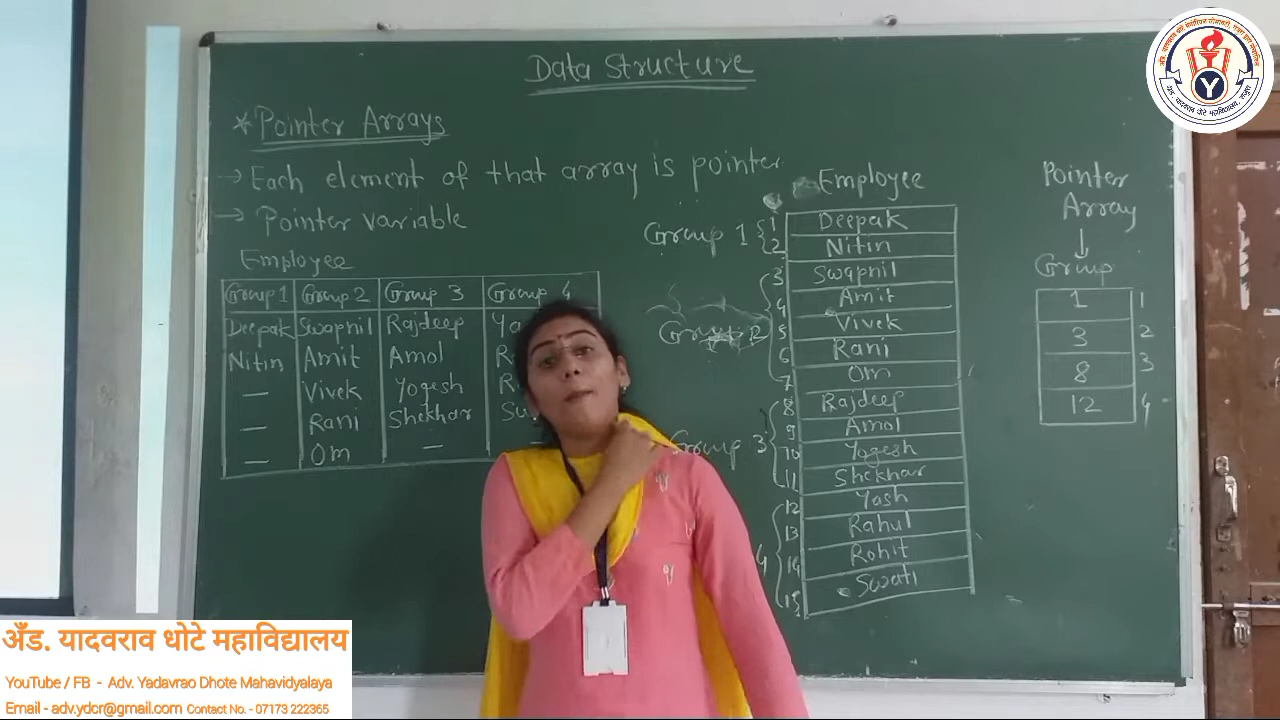 Data Structure
* Pointer Arrays
→ Each element of that array is pointer
→ Pointer variable
Employee
Group 1 Group 2 Group 3 Group 4
Deepak Swapnil Rajdeep
Nitin Amit Amol
— Vivek Yogesh
— Rani Shekhar
— Om —
Employee
Group 1
1 Deepak
2 Nitin
Group 2
3 Swapnil
4 Amit
5 Vivek
6 Rani
7 Om
Group 3
8 Rajdeep
9 Amol
10 Yogesh
11 Shekhar
4
12 Yash
13 Rahul
14 Rohit
15 Swati
Pointer
Array
↓
Group
1 1
3 2
8 3
12 4
Y
अॅड. यादवराव धोटे महाविद्यालय
YouTube / FB - Adv. Yadavrao Dhote Mahavidyalaya
Email - adv.ydcr@gmail.com Contact No. - 07173 222365